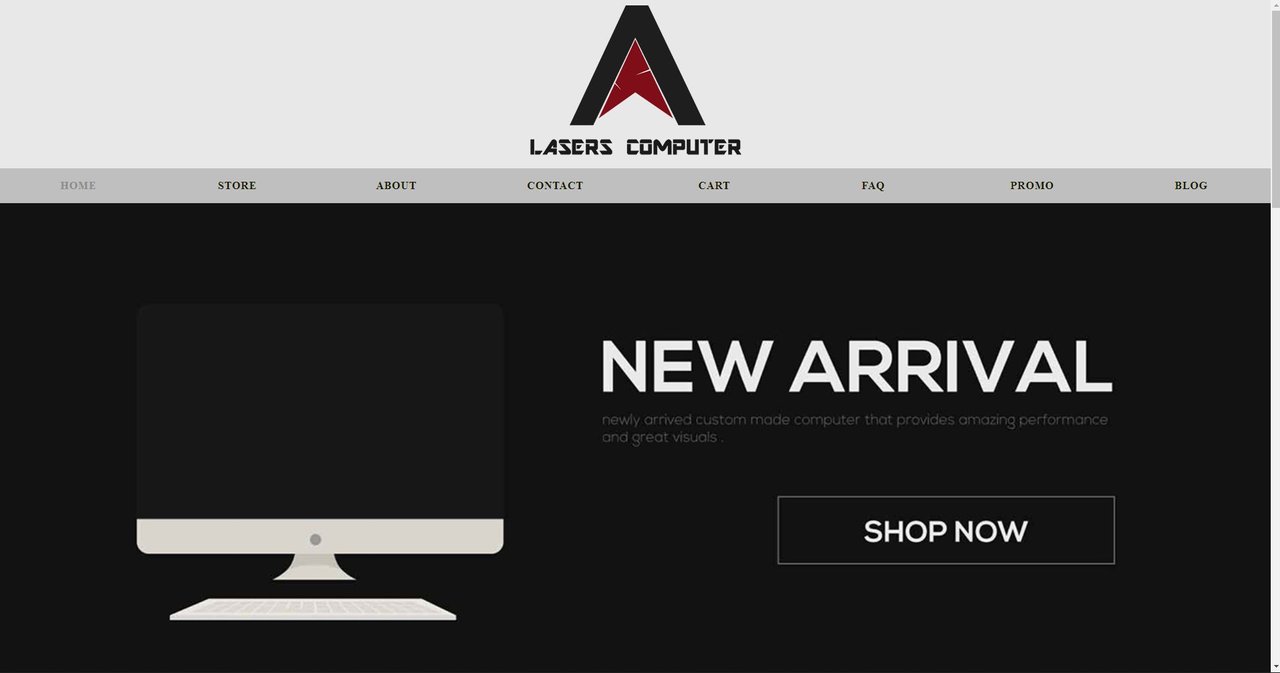 LASERS COMPUTER
HOME STORE ABOUT CONTACT CART FAQ PROMO BLOG
NEW ARRIVAL
newly arrived custom made computer that provides amazing performance
and great visuals .
SHOP NOW